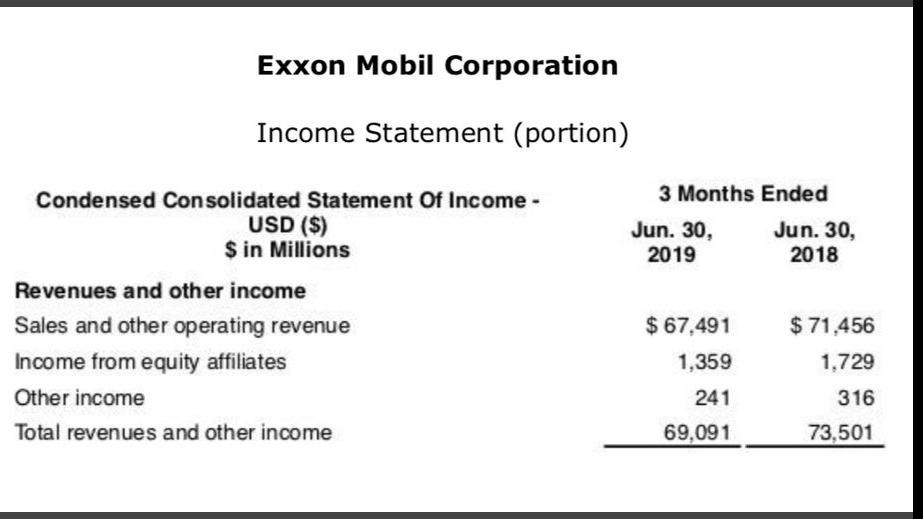 Exxon Mobil Corporation
Income Statement (portion)
Condensed Consolidated Statement Of Income -
USD ($)
$ in Millions
3 Months Ended
Jun. 30, 2019
Jun. 30, 2018
Revenues and other income
Sales and other operating revenue $ 67,491 $ 71,456
Income from equity affiliates 1,359 1,729
Other income 241 316
Total revenues and other income 69,091 73,501